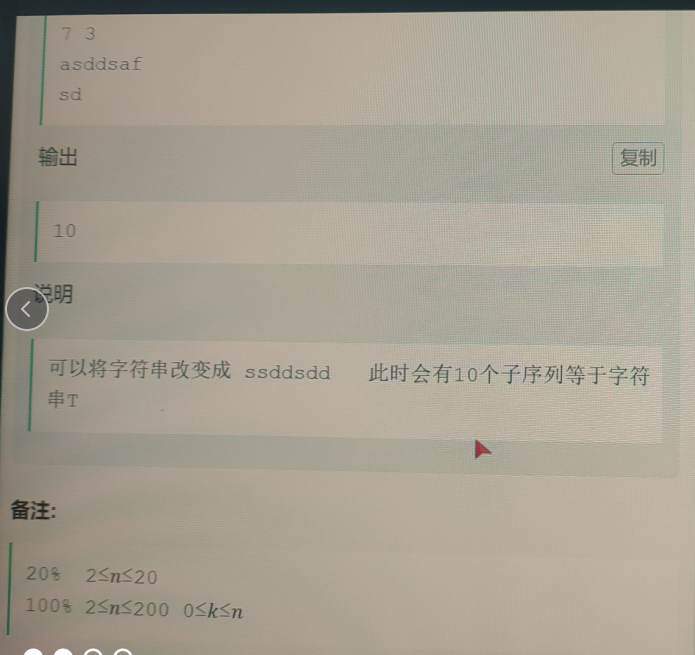 7 3
asddsaf
sd
输出
复制
10
说明
可以将字符串改变成 ssddsdd 此时会有10个子序列等于字符
串T
备注:
20% 2≤n≤20
100% 2≤n≤200 0≤k≤n